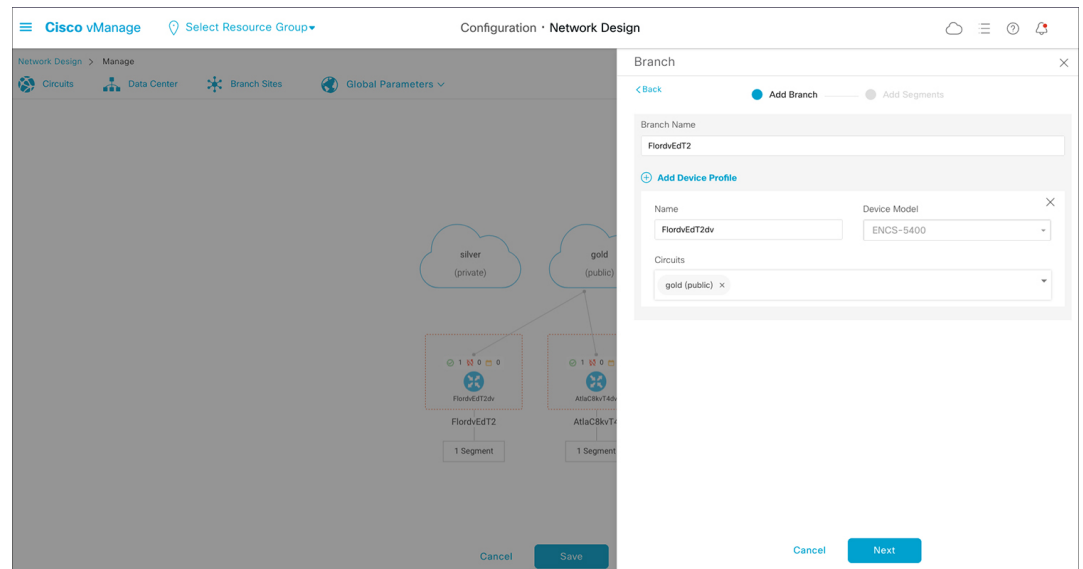 Cisco vManage
Select Resource Group
Configuration · Network Design
Network Design > Manage
Circuits
Data Center
Branch Sites
Global Parameters
silver
(private)
gold
(public)
1 0 0
FlordvEdT2dv
FlordvEdT2
1 Segment
1 0
AtlaC8kvT4dv
AtlaC8kvT4
1 Segment
Cancel
Save
Branch
Back
Add Branch
Add Segments
Branch Name
FlordvEdT2
Add Device Profile
Name
Device Model
FlordvEdT2dv
ENCS-5400
Circuits
gold (public) ×
Cancel
Next